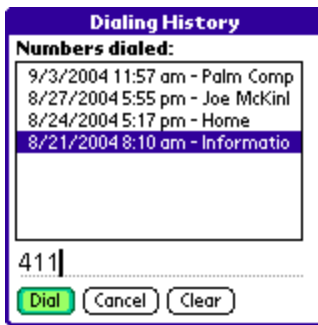 Dialing History
Numbers dialed:
9/3/2004 11:57 am - Palm Comp
8/27/2004 5:55 pm - Joe McKinl
8/24/2004 5:17 pm - Home
8/21/2004 8:10 am - Informatio
411
Dial Cancel Clear